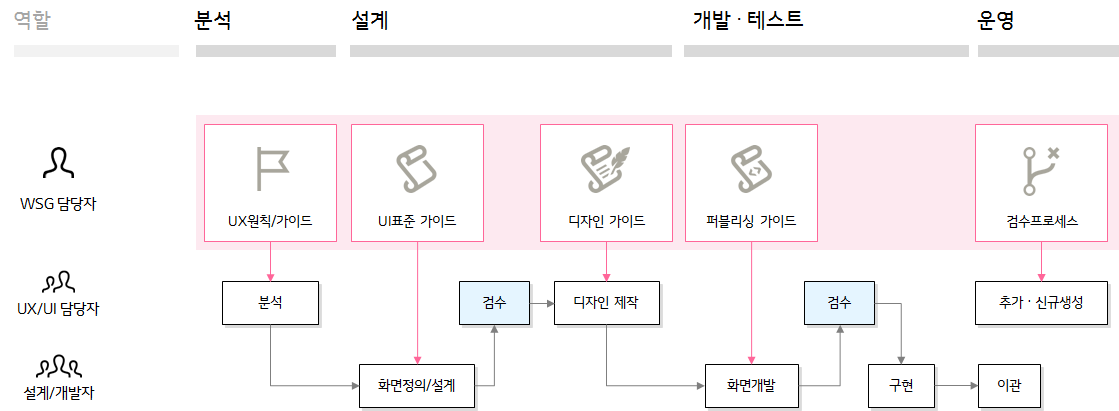 역할
분석
설계
개발 · 테스트
운영
WSG 담당자
UX원칙/가이드
UI표준 가이드
디자인 가이드
퍼블리싱 가이드
검수프로세스
UX/UI 담당자
분석
검수
디자인 제작
검수
추가 · 신규생성
설계/개발자
화면정의/설계
화면개발
구현
이관